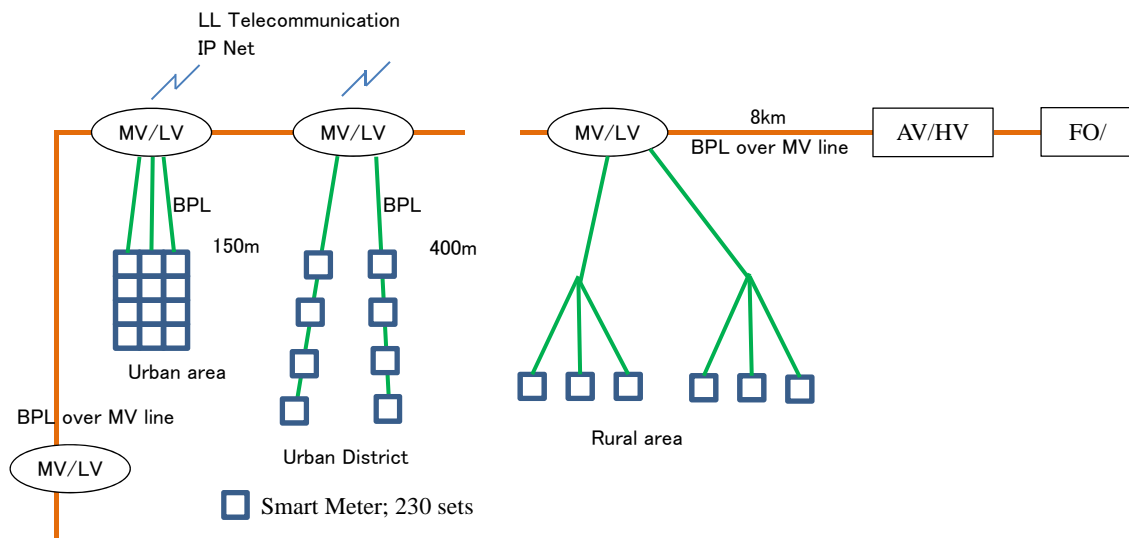 LL Telecommunication
IP Net
MV/LV
MV/LV
MV/LV
8km
BPL over MV line
AV/HV
FO/
BPL
150m
BPL
400m
Urban area
BPL over MV line
MV/LV
Urban District
Rural area
Smart Meter; 230 sets